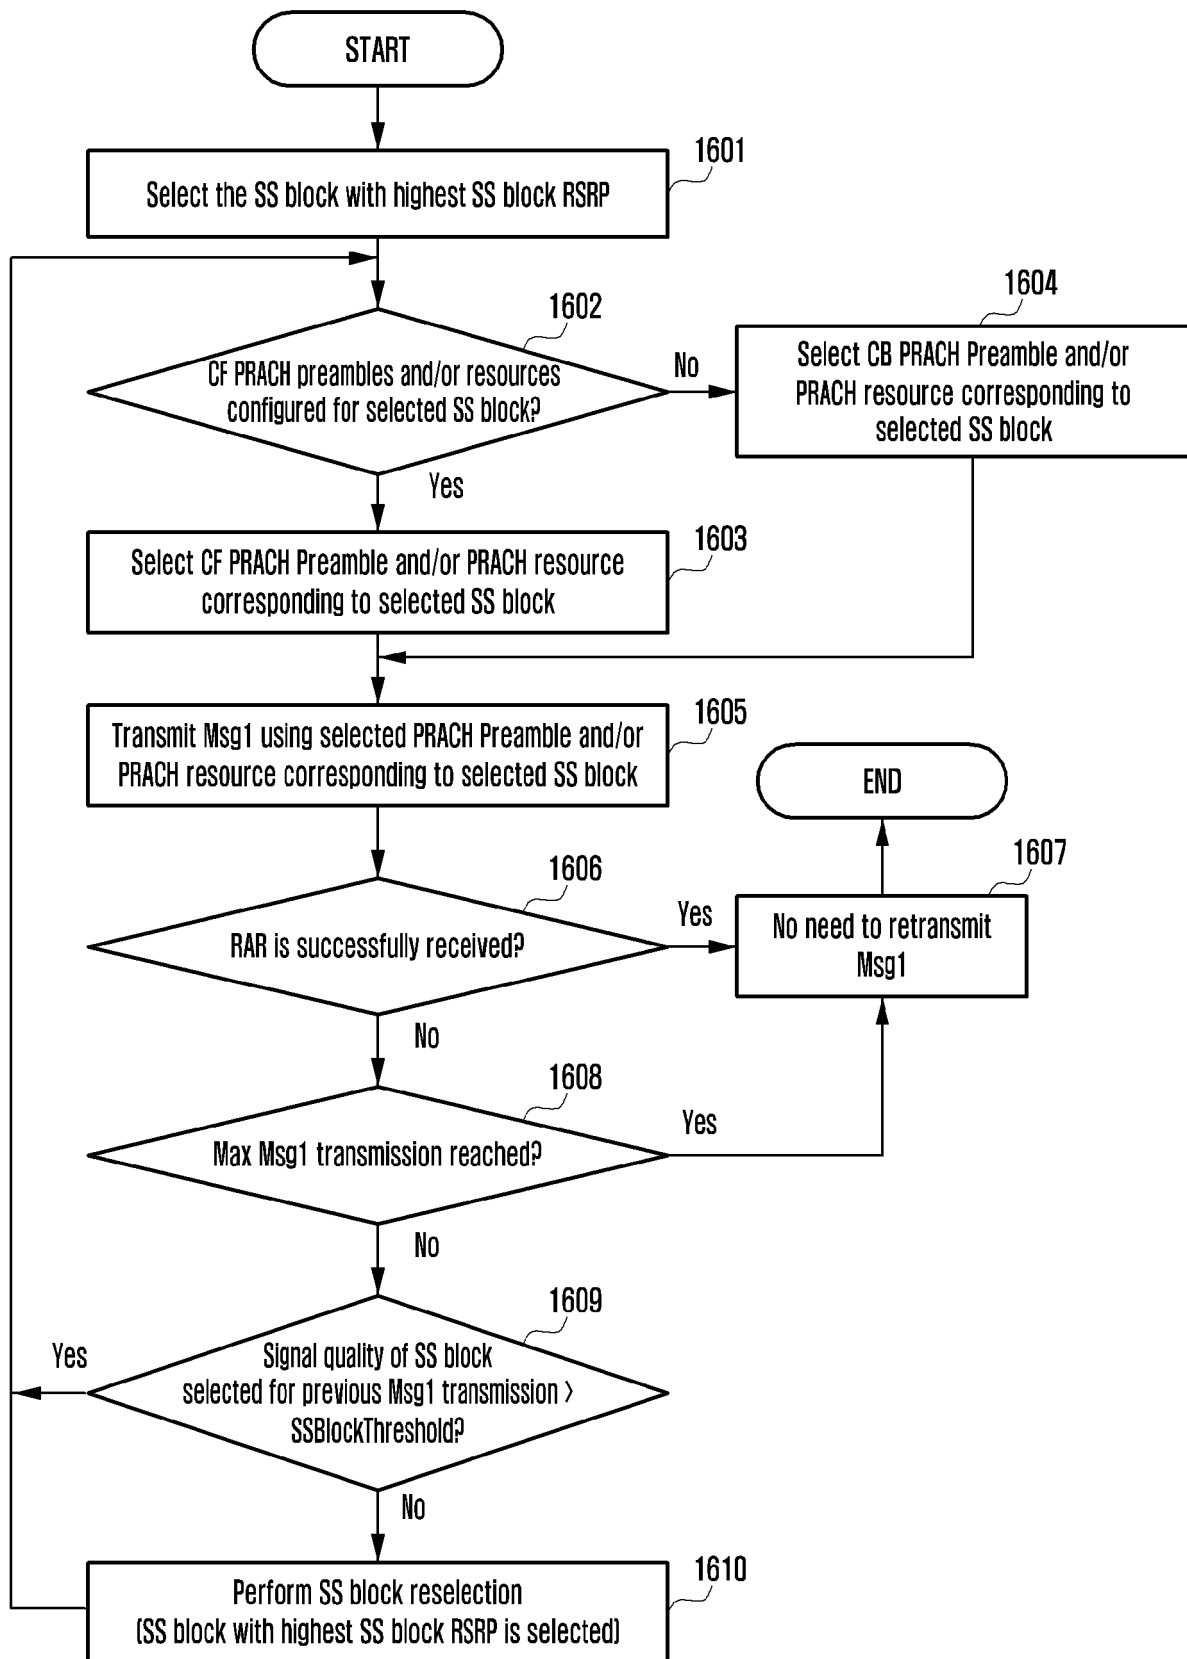 START
1601
Select the SS block with highest SS block RSRP
1602
CF PRACH preambles and/or resources
configured for selected SS block?
No
1604
Select CB PRACH Preamble and/or
PRACH resource corresponding to
selected SS block
Yes
1603
Select CF PRACH Preamble and/or PRACH resource
corresponding to selected SS block
1605
Transmit Msg1 using selected PRACH Preamble and/or
PRACH resource corresponding to selected SS block
END
1606
RAR is successfully received?
Yes
1607
No need to retransmit
Msg1
No
1608
Max Msg1 transmission reached?
Yes
No
1609
Signal quality of SS block
selected for previous Msg1 transmission >
SSBlockThreshold?
Yes
No
1610
Perform SS block reselection
(SS block with highest SS block RSRP is selected)